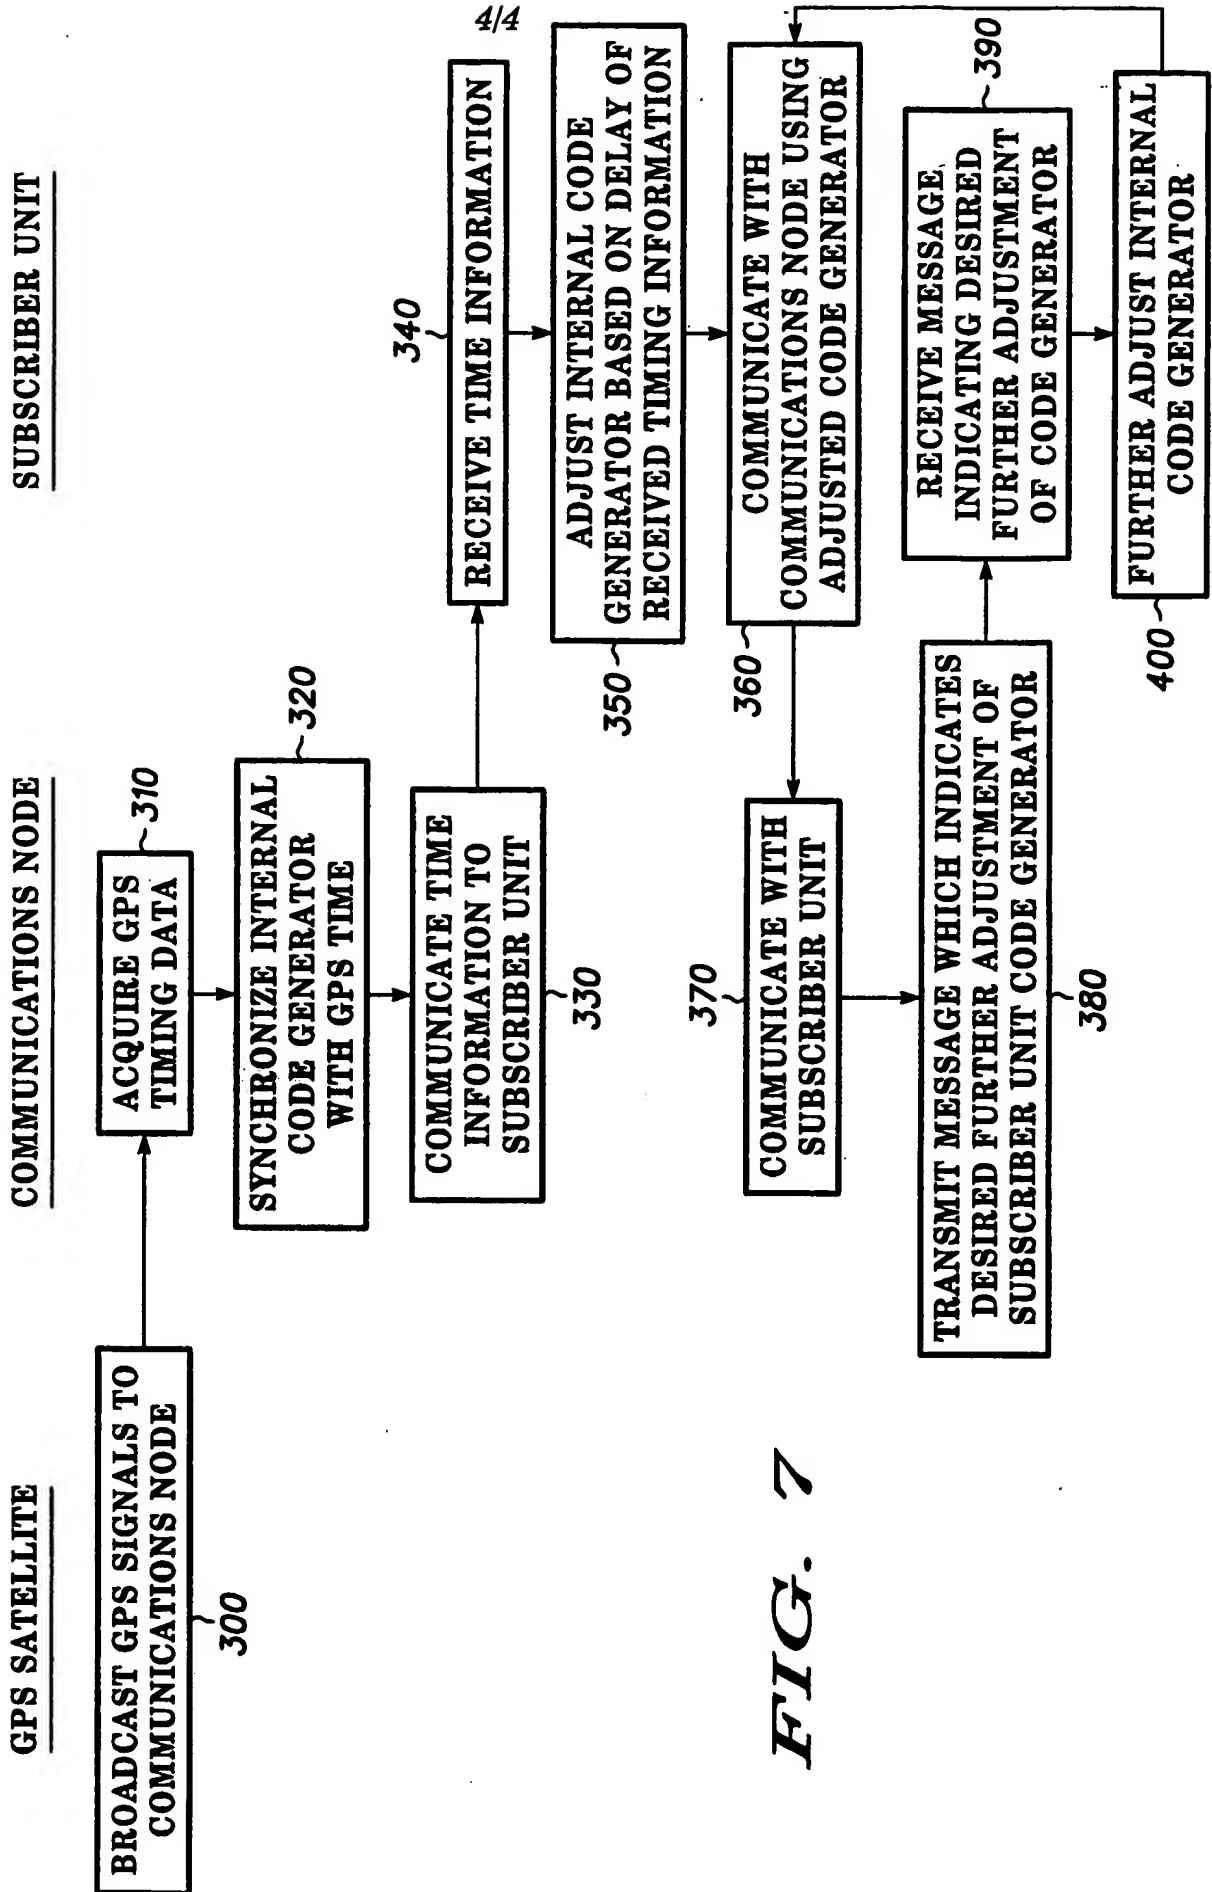 4/4
GPS SATELLITE
COMMUNICATIONS NODE
SUBSCRIBER UNIT
BROADCAST GPS SIGNALS TO
COMMUNICATIONS NODE
300
ACQUIRE GPS
TIMING DATA
310
SYNCHRONIZE INTERNAL
CODE GENERATOR
WITH GPS TIME
320
COMMUNICATE TIME
INFORMATION TO
SUBSCRIBER UNIT
330
340
RECEIVE TIME INFORMATION
ADJUST INTERNAL CODE
GENERATOR BASED ON DELAY OF
RECEIVED TIMING INFORMATION
350
COMMUNICATE WITH
COMMUNICATIONS NODE USING
ADJUSTED CODE GENERATOR
360
370
COMMUNICATE WITH
SUBSCRIBER UNIT
TRANSMIT MESSAGE WHICH INDICATES
DESIRED FURTHER ADJUSTMENT OF
SUBSCRIBER UNIT CODE GENERATOR
380
390
RECEIVE MESSAGE
INDICATING DESIRED
FURTHER ADJUSTMENT
OF CODE GENERATOR
FURTHER ADJUST INTERNAL
CODE GENERATOR
400
FIG. 7